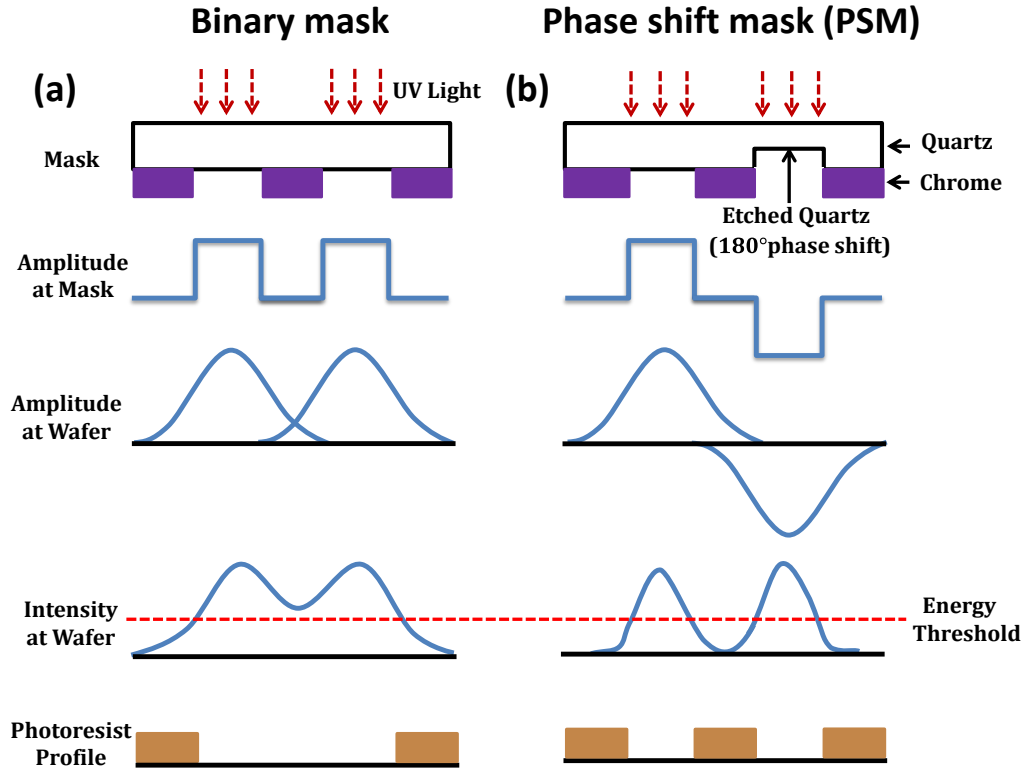 Binary mask
Phase shift mask (PSM)
(a)
UV Light
(b)
Mask
Quartz
Chrome
Etched Quartz
(180°phase shift)
Amplitude
at Mask
Amplitude
at Wafer
Intensity
at Wafer
Energy
Threshold
Photoresist
Profile